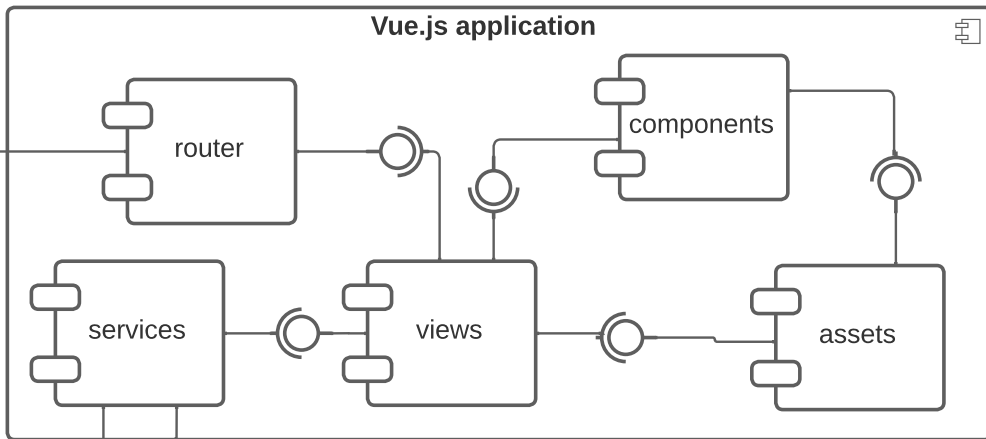 Vue.js application
components
router
services
views
assets